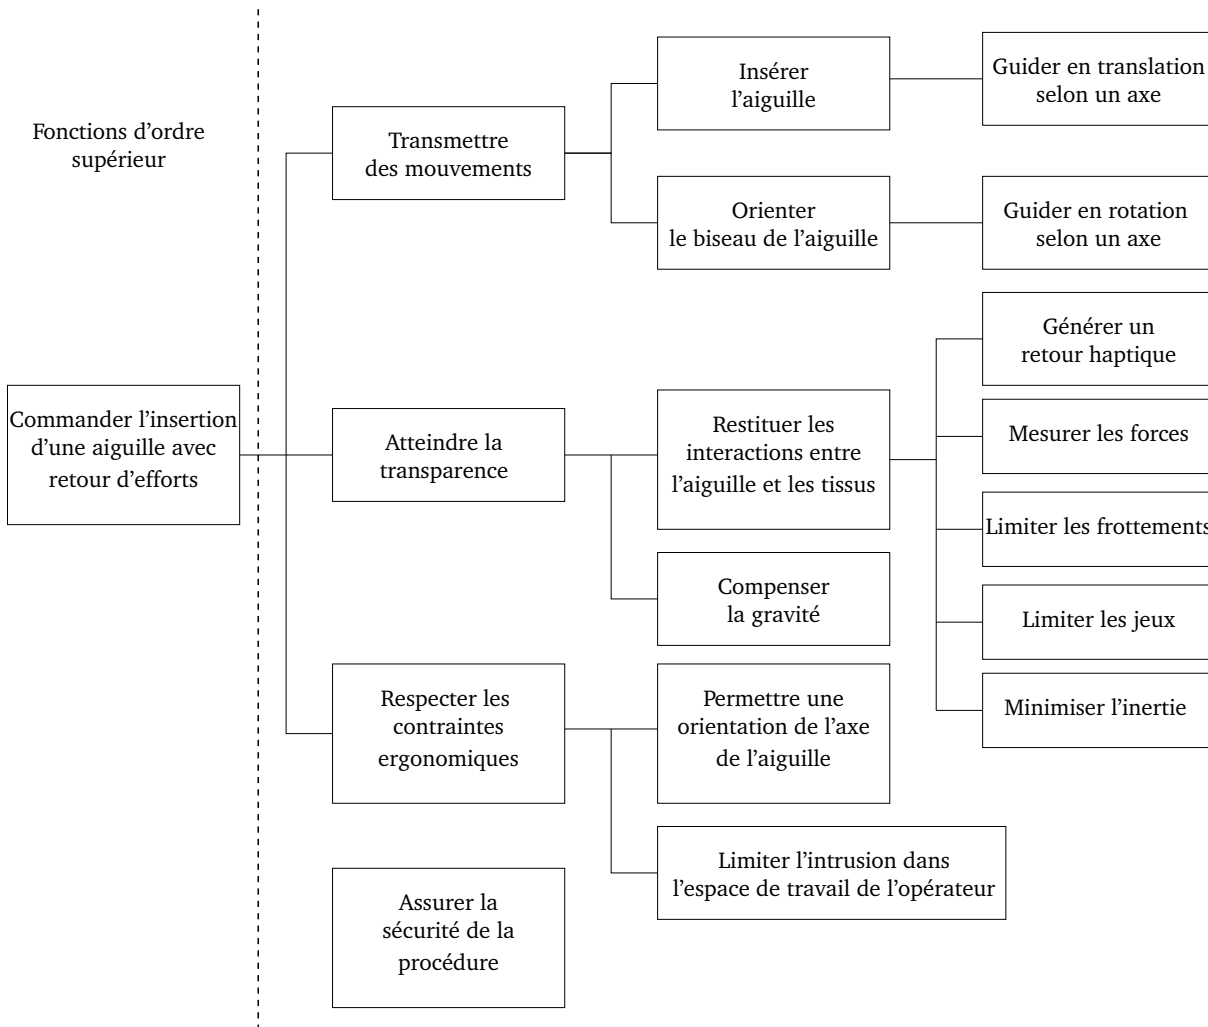 Fonctions d'ordre
supérieur
Commander l'insertion
d'une aiguille avec
retour d'efforts
Transmettre
des mouvements
Insérer
l'aiguille
Guider en translation
selon un axe
Orienter
le biseau de l'aiguille
Guider en rotation
selon un axe
Atteindre la
transparence
Restituer les
interactions entre
l'aiguille et les tissus
Générer un
retour haptique
Mesurer les forces
Limiter les frottements
Limiter les jeux
Minimiser l'inertie
Compenser
la gravité
Respecter les
contraintes
ergonomiques
Permettre une
orientation de l'axe
de l'aiguille
Limiter l'intrusion dans
l'espace de travail de l'opérateur
Assurer la
sécurité de la
procédure